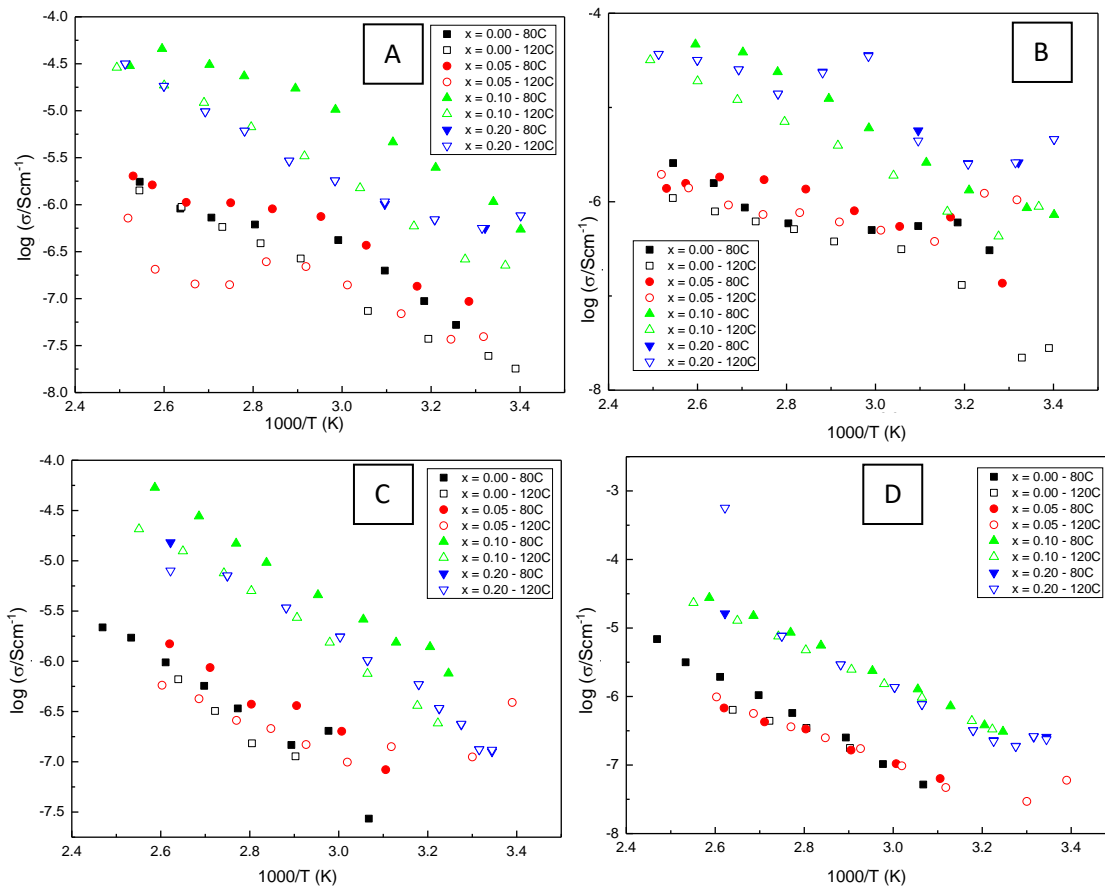 A
-4.0
-4.5
-5.0
-5.5
-6.0
-6.5
-7.0
-7.5
-8.0
log (σ/Scm⁻¹)
x = 0.00 - 80C
x = 0.00 - 120C
x = 0.05 - 80C
x = 0.05 - 120C
x = 0.10 - 80C
x = 0.10 - 120C
x = 0.20 - 80C
x = 0.20 - 120C
2.4 2.6 2.8 3.0 3.2 3.4
1000/T (K)
B
-4
-6
-8
log (σ/Scm⁻¹)
x = 0.00 - 80C
x = 0.00 - 120C
x = 0.05 - 80C
x = 0.05 - 120C
x = 0.10 - 80C
x = 0.10 - 120C
x = 0.20 - 80C
x = 0.20 - 120C
2.4 2.6 2.8 3.0 3.2 3.4
1000/T (K)
C
-4.0
-4.5
-5.0
-5.5
-6.0
-6.5
-7.0
-7.5
log (σ/Scm⁻¹)
x = 0.00 - 80C
x = 0.00 - 120C
x = 0.05 - 80C
x = 0.05 - 120C
x = 0.10 - 80C
x = 0.10 - 120C
x = 0.20 - 80C
x = 0.20 - 120C
2.4 2.6 2.8 3.0 3.2 3.4
1000/T (K)
D
-3
-4
-5
-6
-7
-8
log (σ/Scm⁻¹)
x = 0.00 - 80C
x = 0.00 - 120C
x = 0.05 - 80C
x = 0.05 - 120C
x = 0.10 - 80C
x = 0.10 - 120C
x = 0.20 - 80C
x = 0.20 - 120C
2.4 2.6 2.8 3.0 3.2 3.4
1000/T (K)